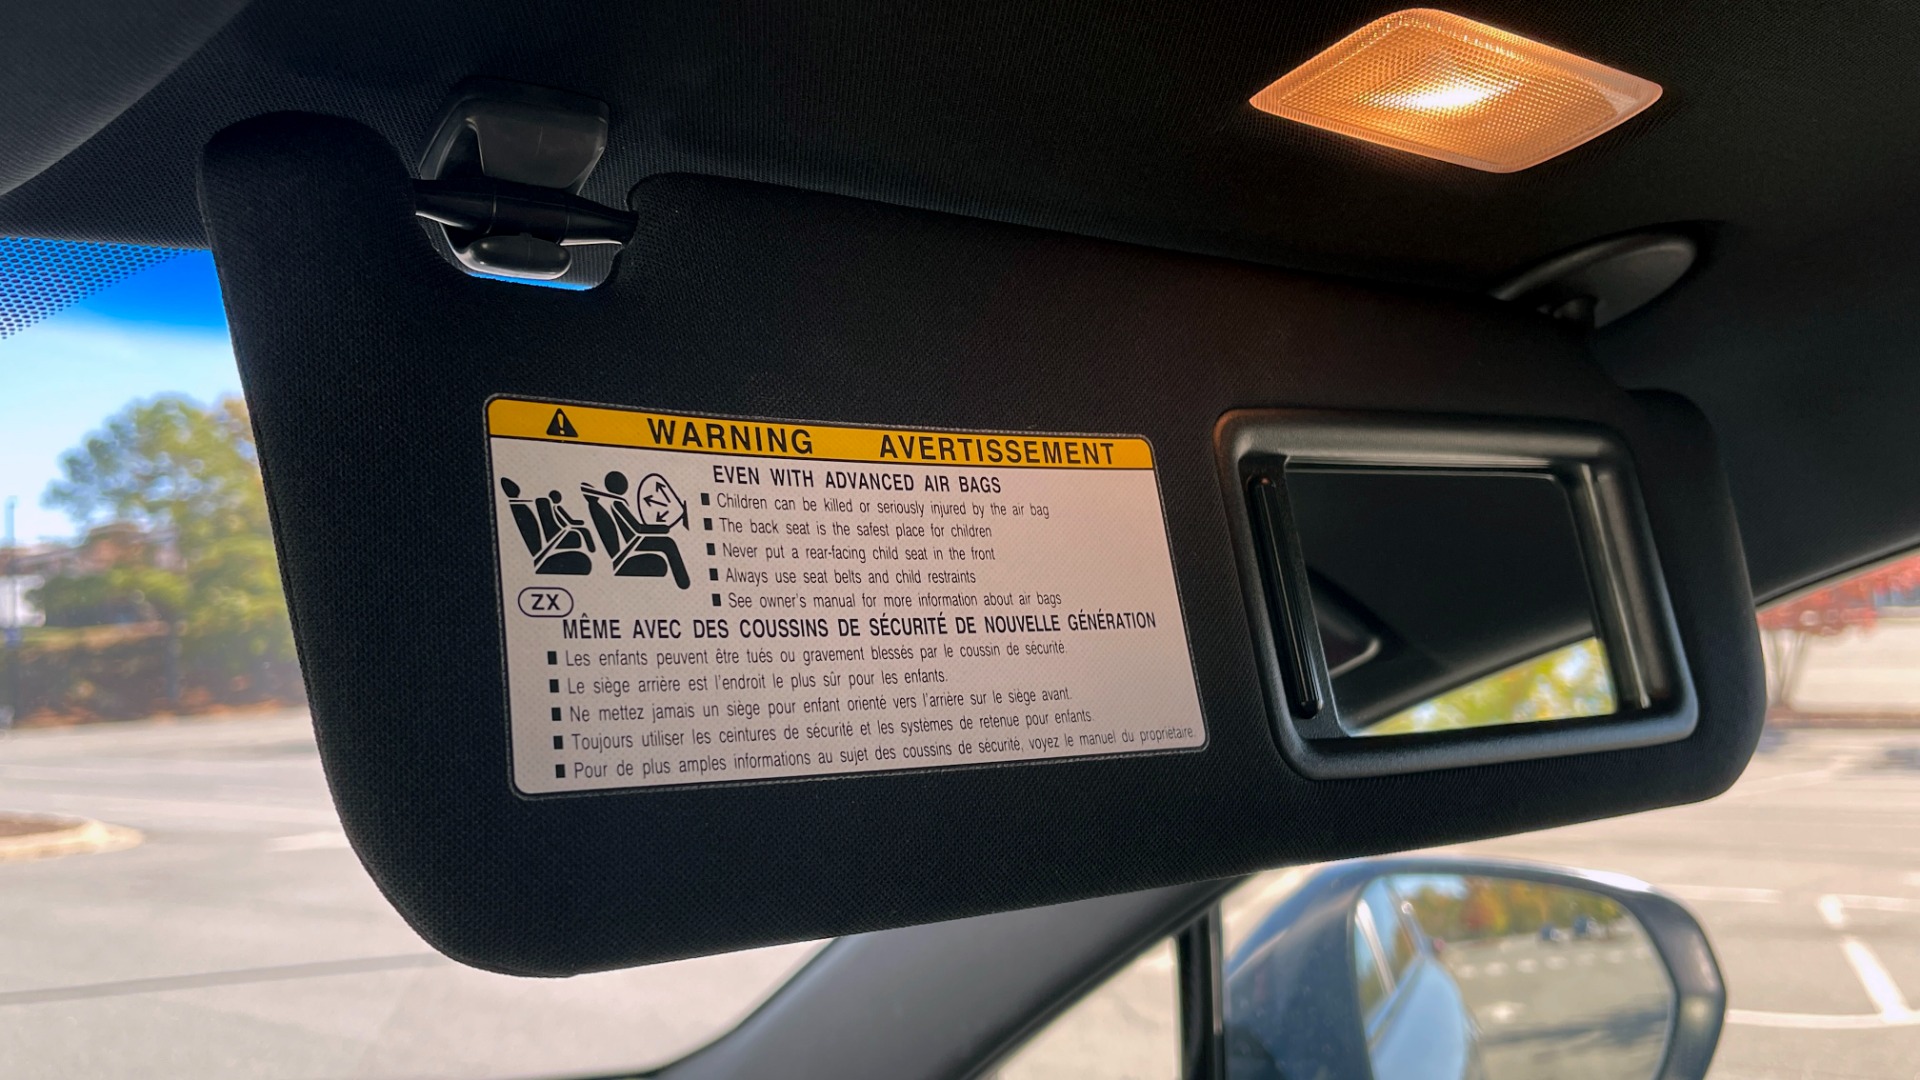 WARNING AVERTISSEMENT
EVEN WITH ADVANCED AIR BAGS
■ Children can be killed or seriously injured by the air bag
■ The back seat is the safest place for children
■ Never put a rear-facing child seat in the front
■ Always use seat belts and child restraints
■ See owner's manual for more information about air bags
ZX
MÊME AVEC DES COUSSINS DE SÉCURITÉ DE NOUVELLE GÉNÉRATION
■ Les enfants peuvent être tués ou gravement blessés par le coussin de sécurité.
■ Le siège arrière est l'endroit le plus sûr pour les enfants.
■ Ne mettez jamais un siège pour enfant orienté vers l'arrière sur le siège avant.
■ Toujours utiliser les ceintures de sécurité et les systèmes de retenue pour enfants.
■ Pour de plus amples informations au sujet des coussins de sécurité, voyez le manuel du propriétaire.